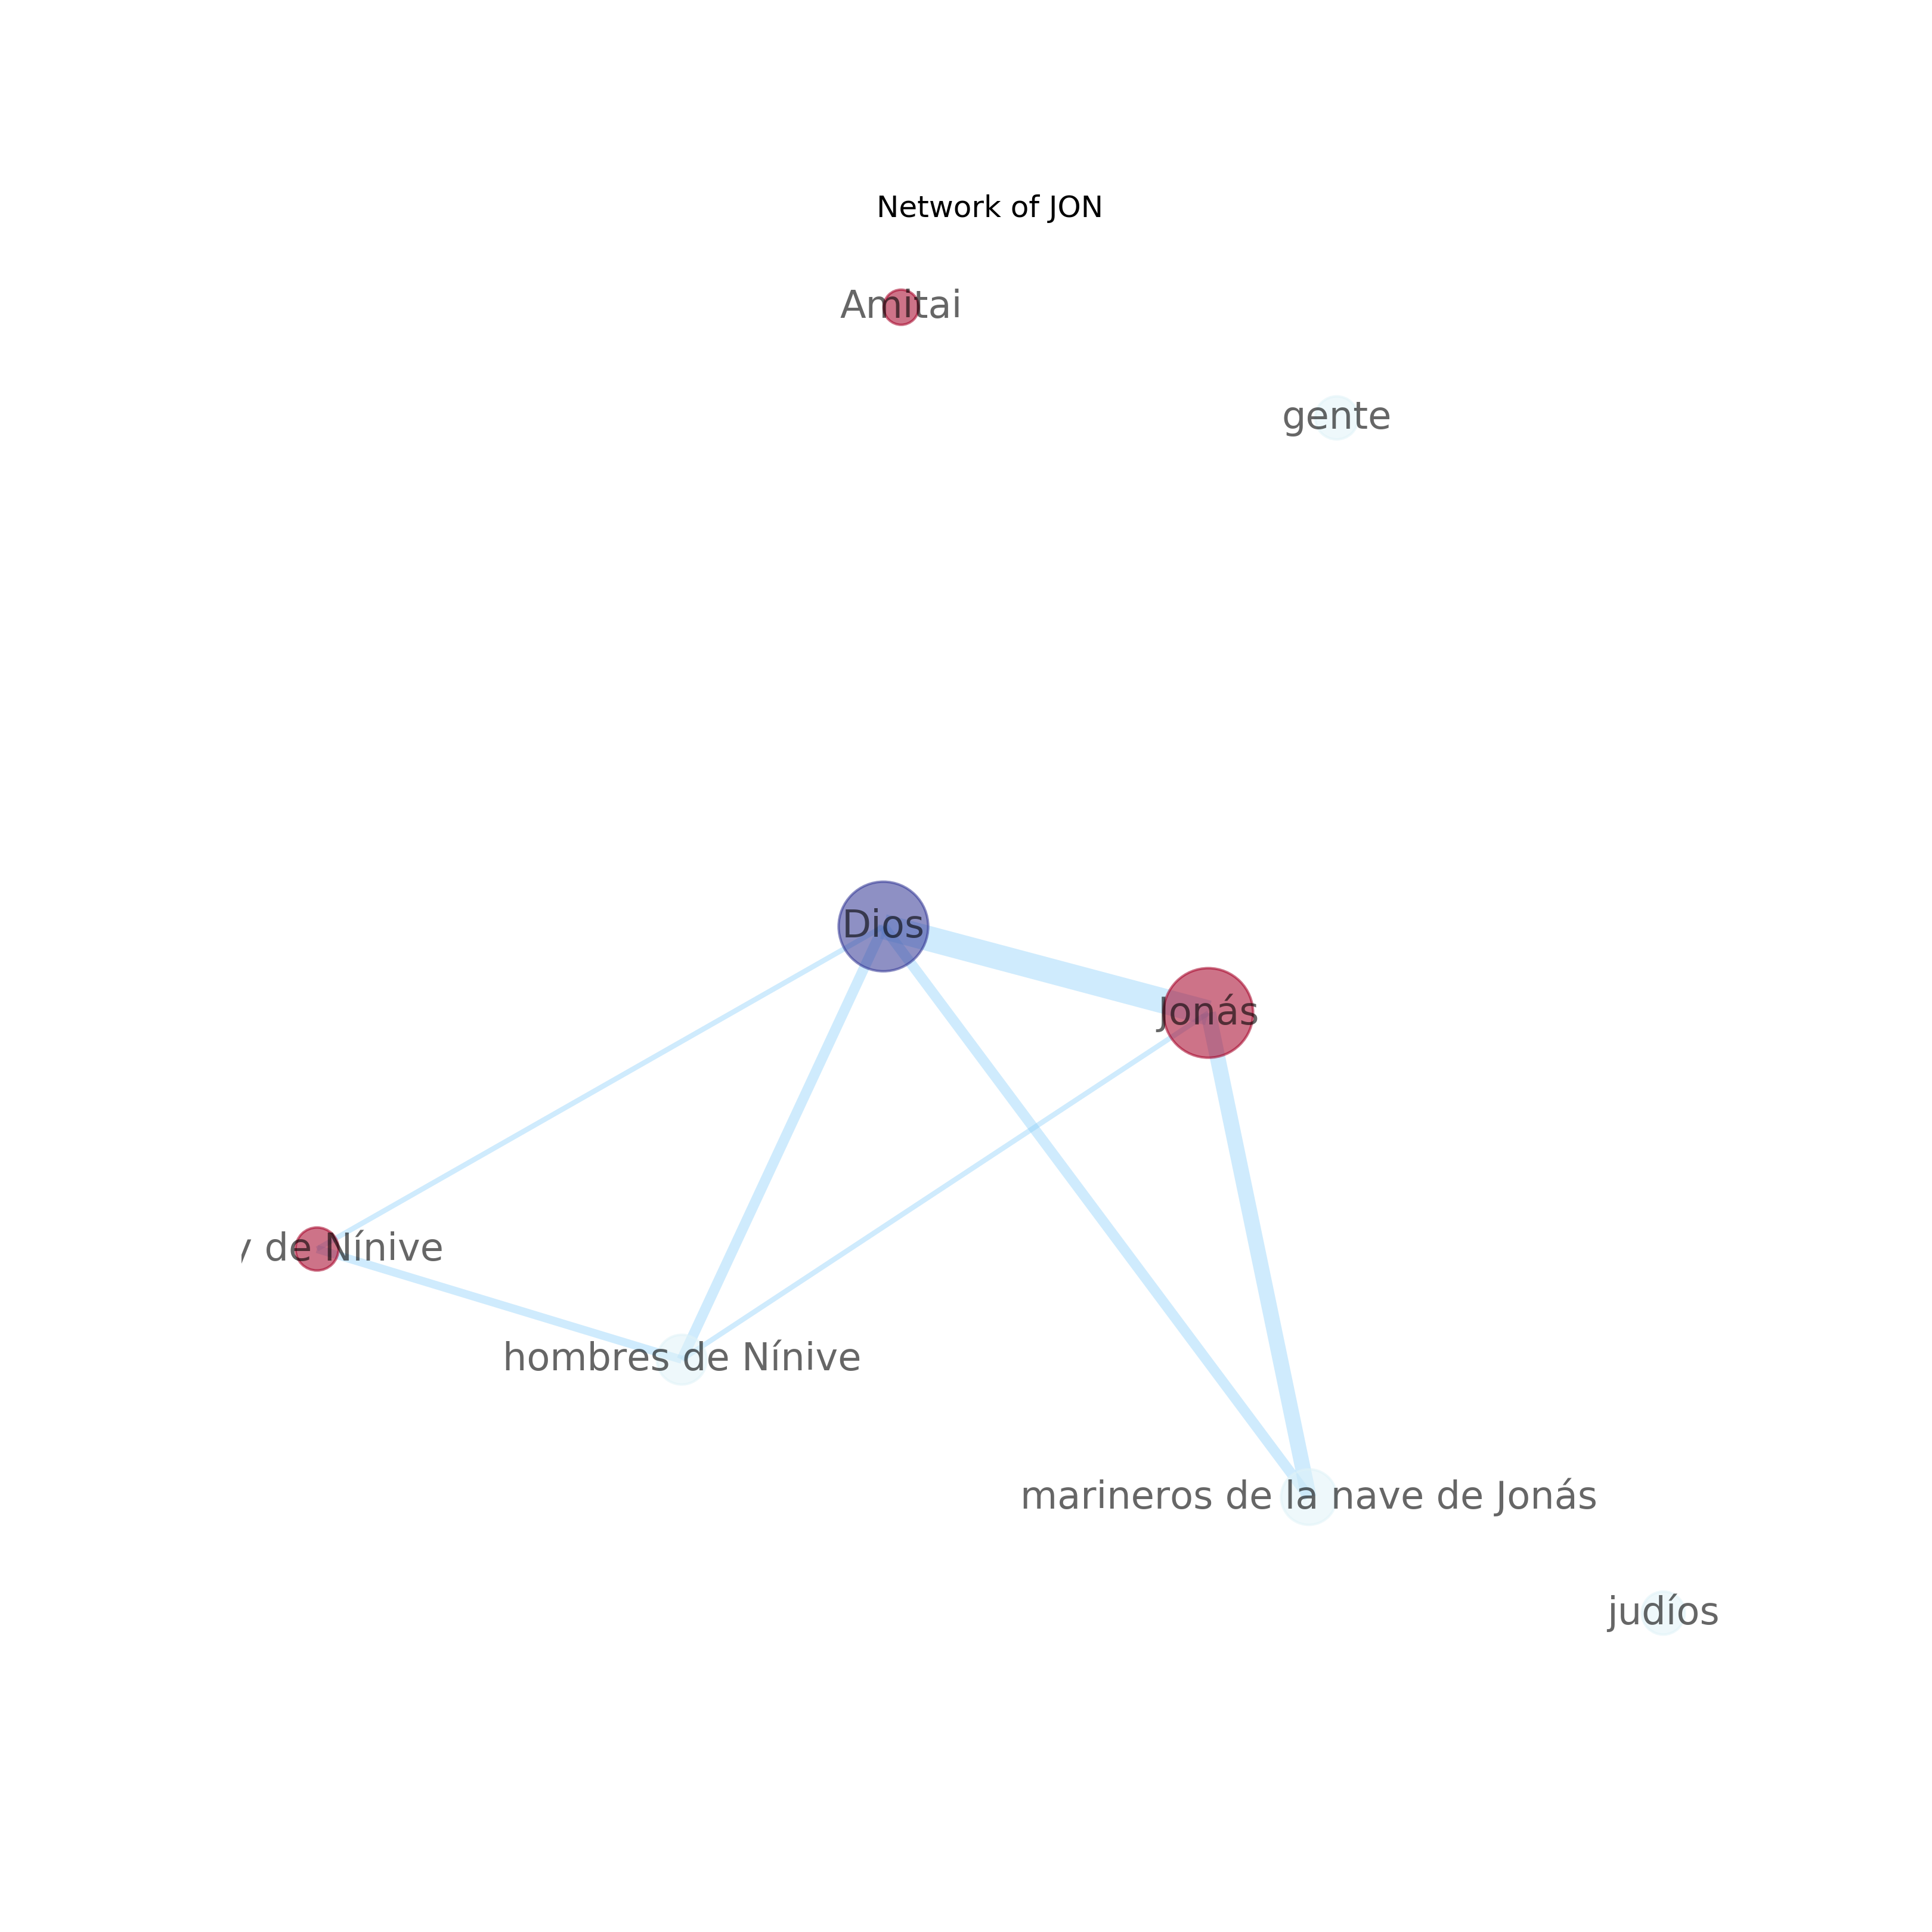 Network of JON
Amitai
gente
Dios
Jonás
de Nínive
hombres de Nínive
marineros de la nave de Jonás
judíos